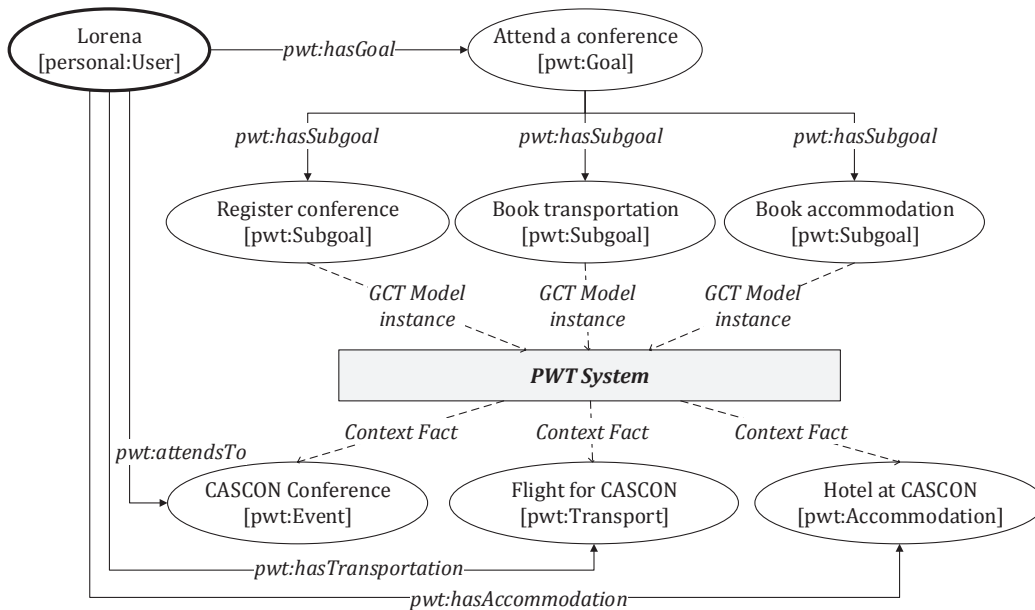 Lorena
[personal:User]
pwt:hasGoal
Attend a conference
[pwt:Goal]
pwt:hasSubgoal
pwt:hasSubgoal
pwt:hasSubgoal
Register conference
[pwt:Subgoal]
Book transportation
[pwt:Subgoal]
Book accommodation
[pwt:Subgoal]
GCT Model
instance
GCT Model
instance
GCT Model
instance
PWT System
Context Fact
Context Fact
Context Fact
pwt:attendsTo
CASCON Conference
[pwt:Event]
Flight for CASCON
[pwt:Transport]
Hotel at CASCON
[pwt:Accommodation]
pwt:hasTransportation
pwt:hasAccommodation